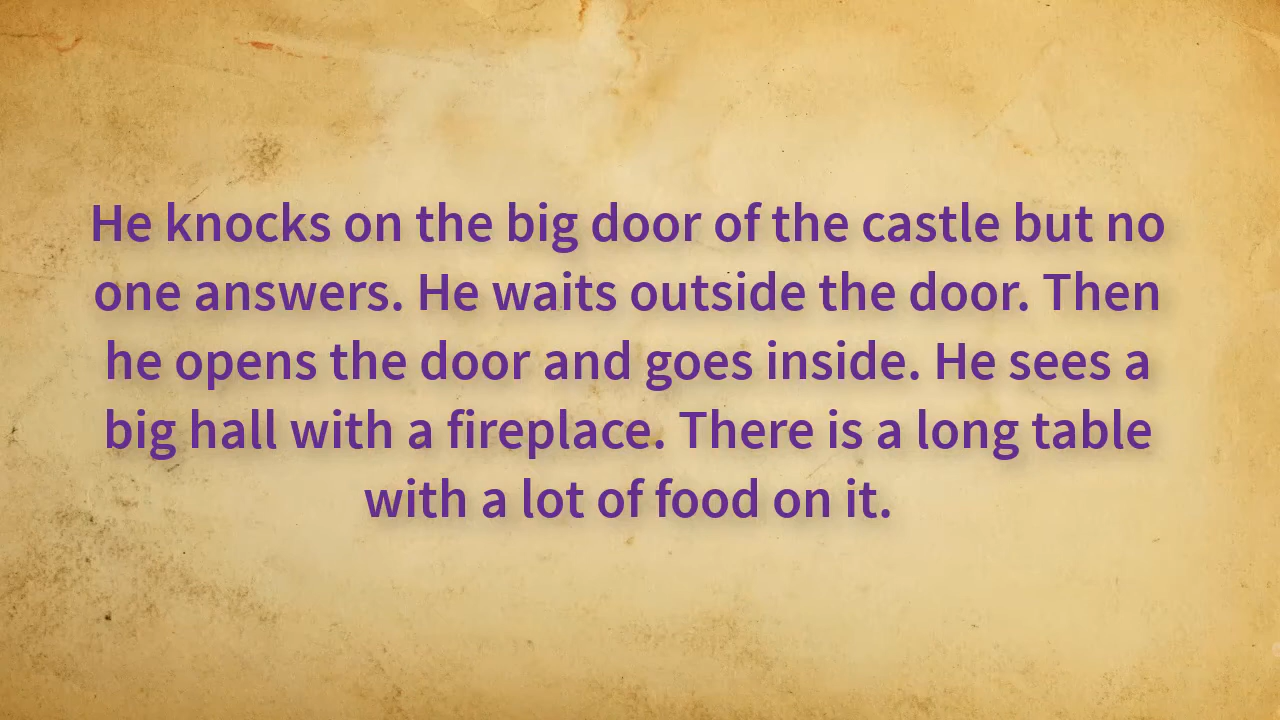 He knocks on the big door of the castle but no
one answers. He waits outside the door. Then
he opens the door and goes inside. He sees a
big hall with a fireplace. There is a long table
with a lot of food on it.